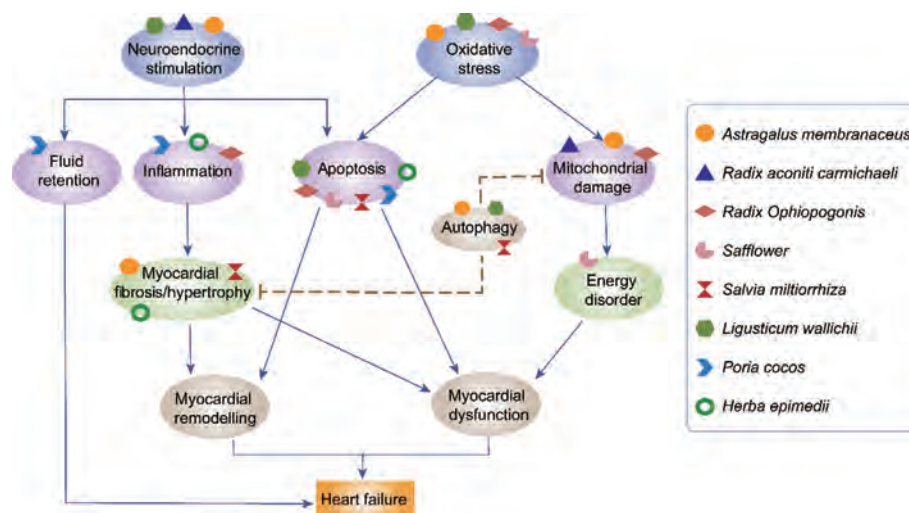 Neuroendocrine
stimulation
Oxidative
stress
Fluid
retention
Inflammation
Apoptosis
Mitochondrial
damage
Autophagy
Myocardial
fibrosis/hypertrophy
Energy
disorder
Myocardial
remodelling
Myocardial
dysfunction
Heart failure
Astragalus membranaceus
Radix aconiti carmichaeli
Radix Ophiopogonis
Safflower
Salvia miltiorrhiza
Ligusticum wallichii
Poria cocos
Herba epimedii